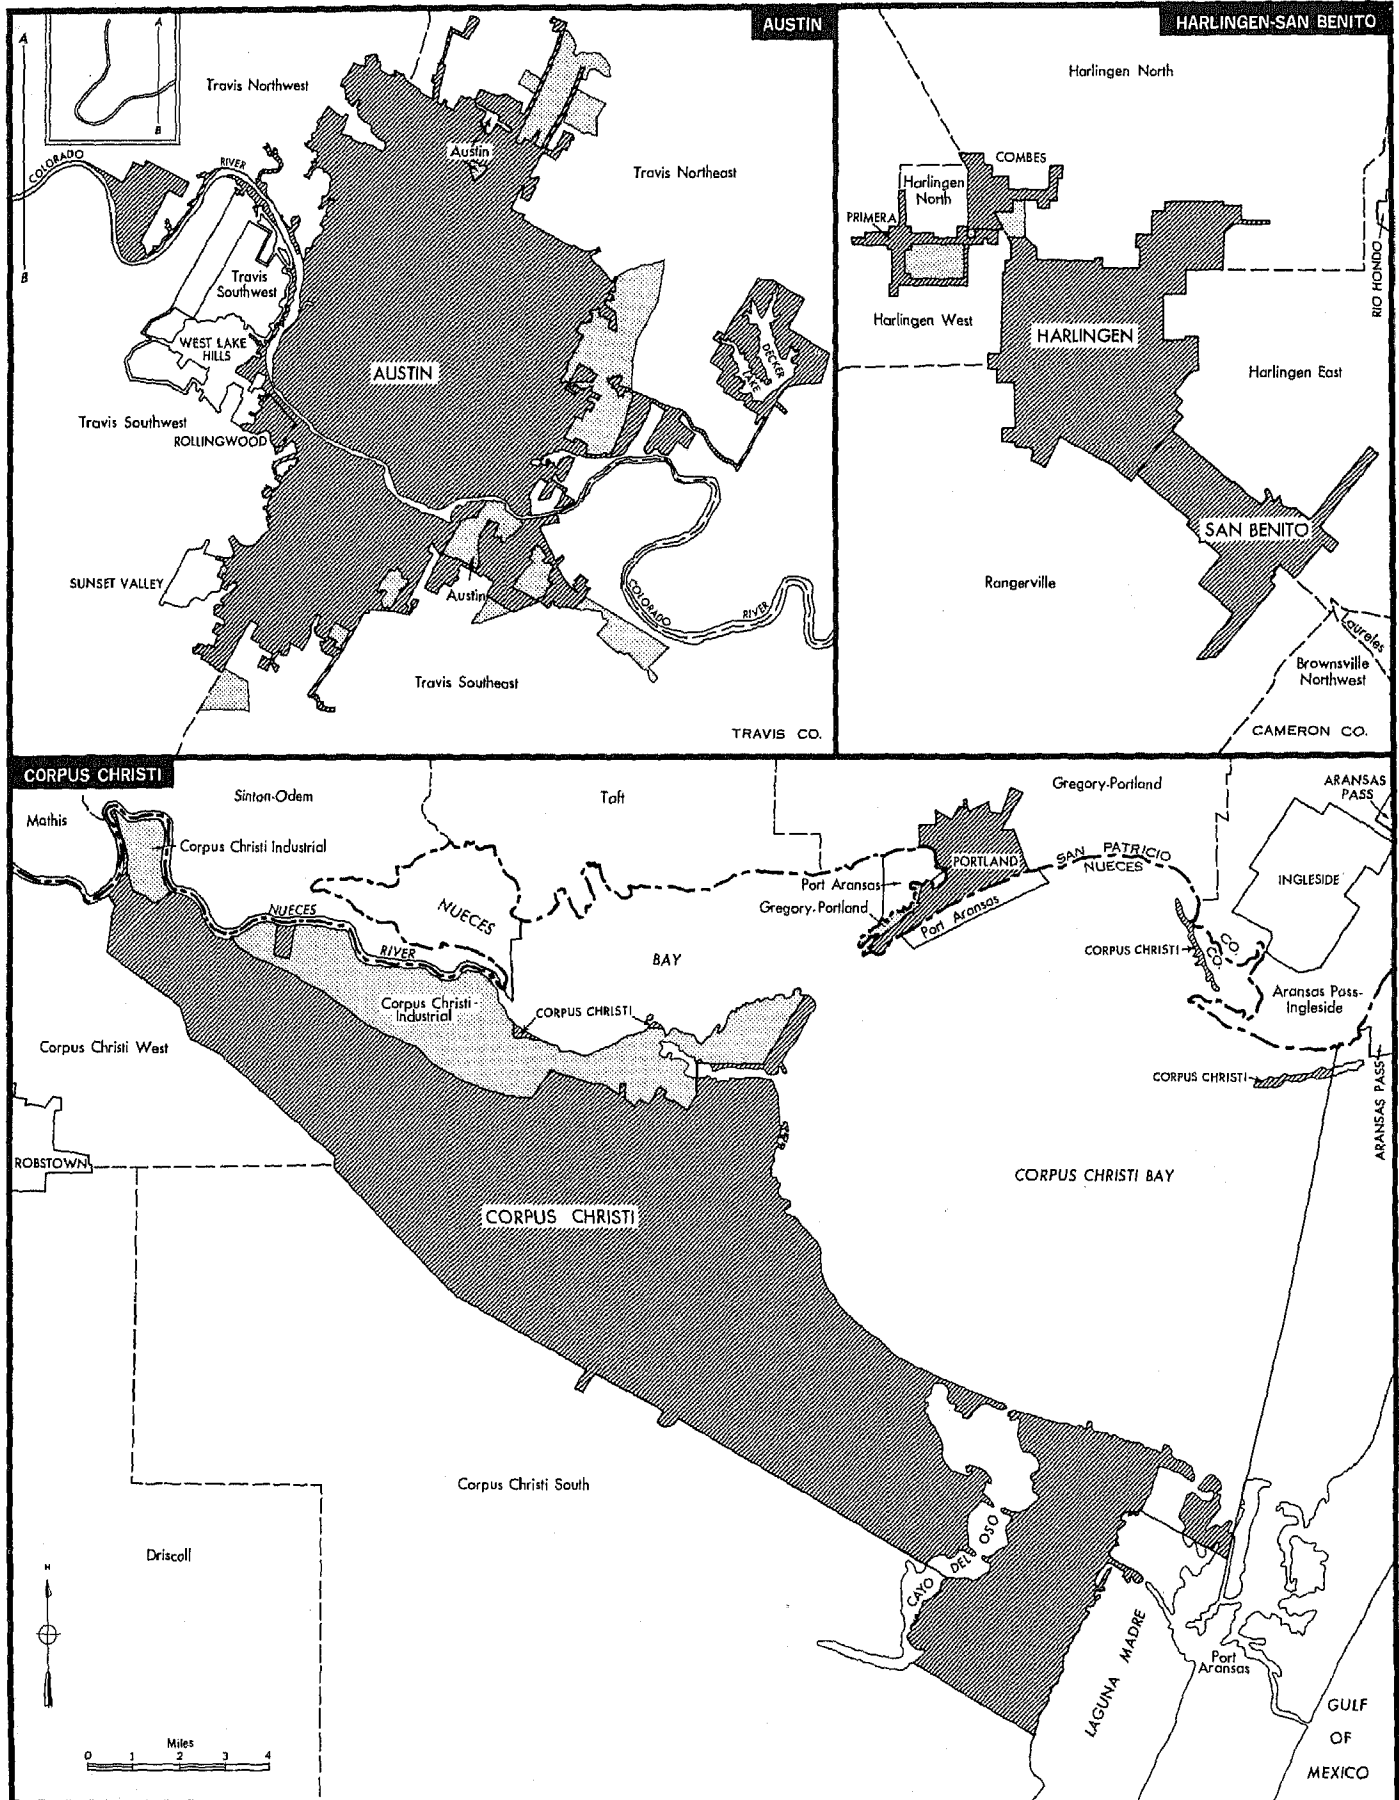 AUSTIN
A
A
B
B
Travis Northwest
COLORADO
RIVER
Austin
Travis Northeast
Travis
Southwest
WEST LAKE
HILLS
DECKER
LAKE
AUSTIN
Travis Southwest
ROLLINGWOOD
SUNSET VALLEY
Austin
COLORADO
RIVER
Travis Southeast
TRAVIS CO.
HARLINGEN-SAN BENITO
Harlingen North
COMBES
Harlingen
North
PRIMERA
RIO HONDO
Harlingen West
HARLINGEN
Harlingen East
SAN BENITO
Rangerville
Laureles
Brownsville
Northwest
CAMERON CO.
CORPUS CHRISTI
Sinton-Odem
Taft
Gregory-Portland
ARANSAS
PASS
Mathis
Corpus Christi Industrial
PORTLAND
SAN PATRICIO
NUECES
CO.
CO.
INGLESIDE
Port Aransas
Gregory-Portland
Port Aransas
NUECES
RIVER
NUECES
BAY
CORPUS CHRISTI
Corpus Christi-
Industrial
CORPUS CHRISTI
Aransas Pass-
Ingleside
Corpus Christi West
CORPUS CHRISTI
ARANSAS PASS
ROBSTOWN
CORPUS CHRISTI BAY
CORPUS CHRISTI
Corpus Christi South
Driscoll
CAYO
DEL
OSO
LAGUNA MADRE
Port
Aransas
GULF
OF
MEXICO
N
Miles
0 1 2 3 4